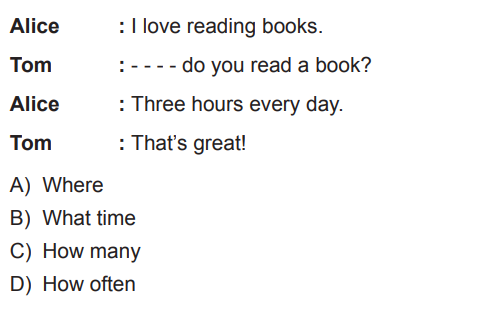 Alice : I love reading books.
Tom : - - - - do you read a book?
Alice : Three hours every day.
Tom : That’s great!
A) Where
B) What time
C) How many
D) How often